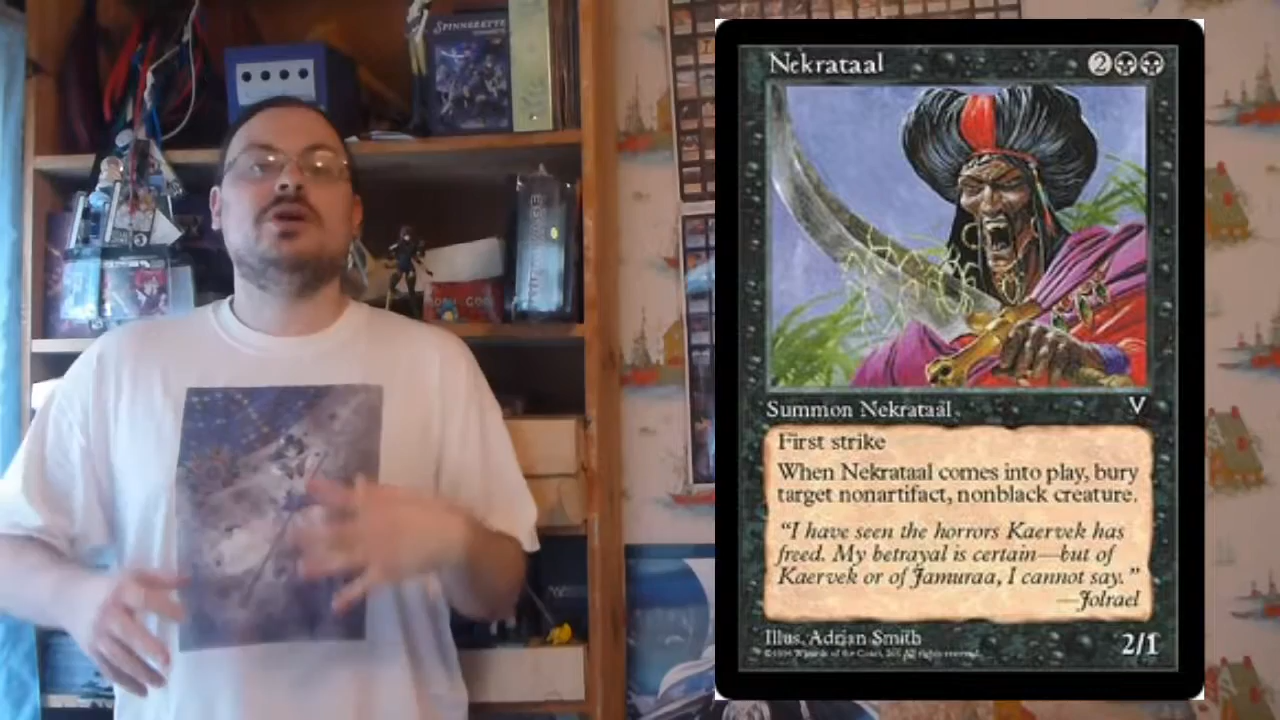 SPINNERETTE
Nekrataal 2
Summon Nekrataal
V
First strike
When Nekrataal comes into play, bury
target nonartifact, nonblack creature.
"I have seen the horrors Kaervek has
freed. My betrayal is certain—but of
Kaervek or of Jamuraa, I cannot say."
—Jolrael
Illus. Adrian Smith
2/1